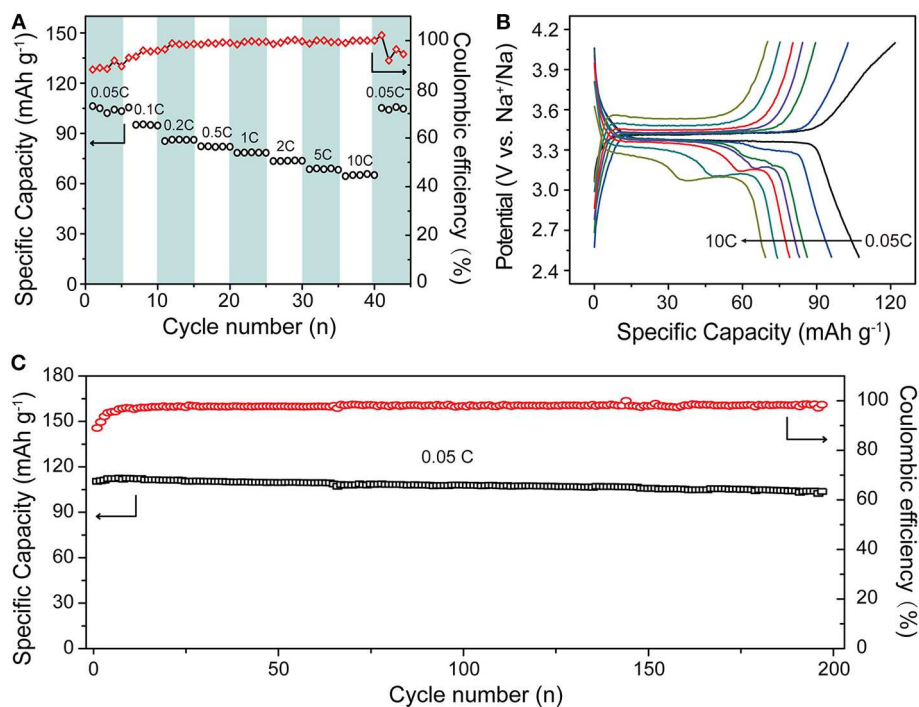 A
Specific Capacity (mAh g⁻¹)
150
120
90
60
30
0
0.05C
0.1C
0.2C
0.5C
1C
2C
5C
10C
0.05C
0
10
20
30
40
Cycle number (n)
100
80
60
40
20
0
Coulombic efficiency (%)
B
Potential (V vs. Na⁺/Na)
4.2
3.9
3.6
3.3
3.0
2.7
2.4
10C
0.05C
0
30
60
90
120
Specific Capacity (mAh g⁻¹)
C
Specific Capacity (mAh g⁻¹)
180
150
120
90
60
30
0
0.05 C
0
50
100
150
200
Cycle number (n)
100
80
60
40
20
0
Coulombic efficiency (%)